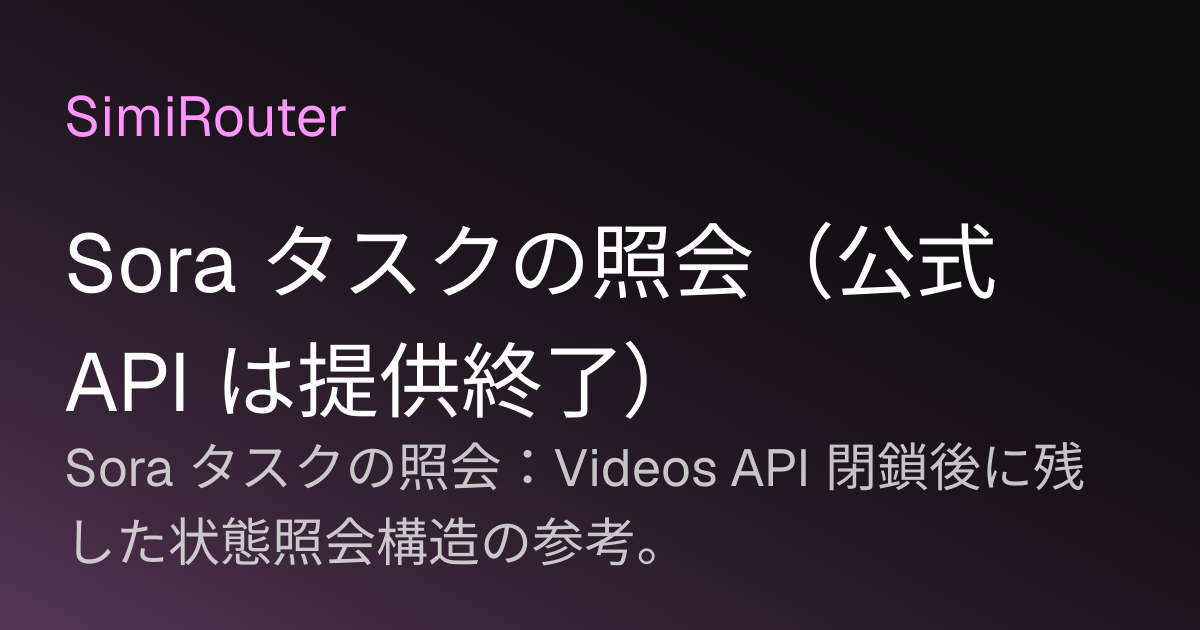 SimiRouter
Sora タスクの照会（公式
API は提供終了）
Sora タスクの照会：Videos API 閉鎖後に残
した状態照会構造の参考。